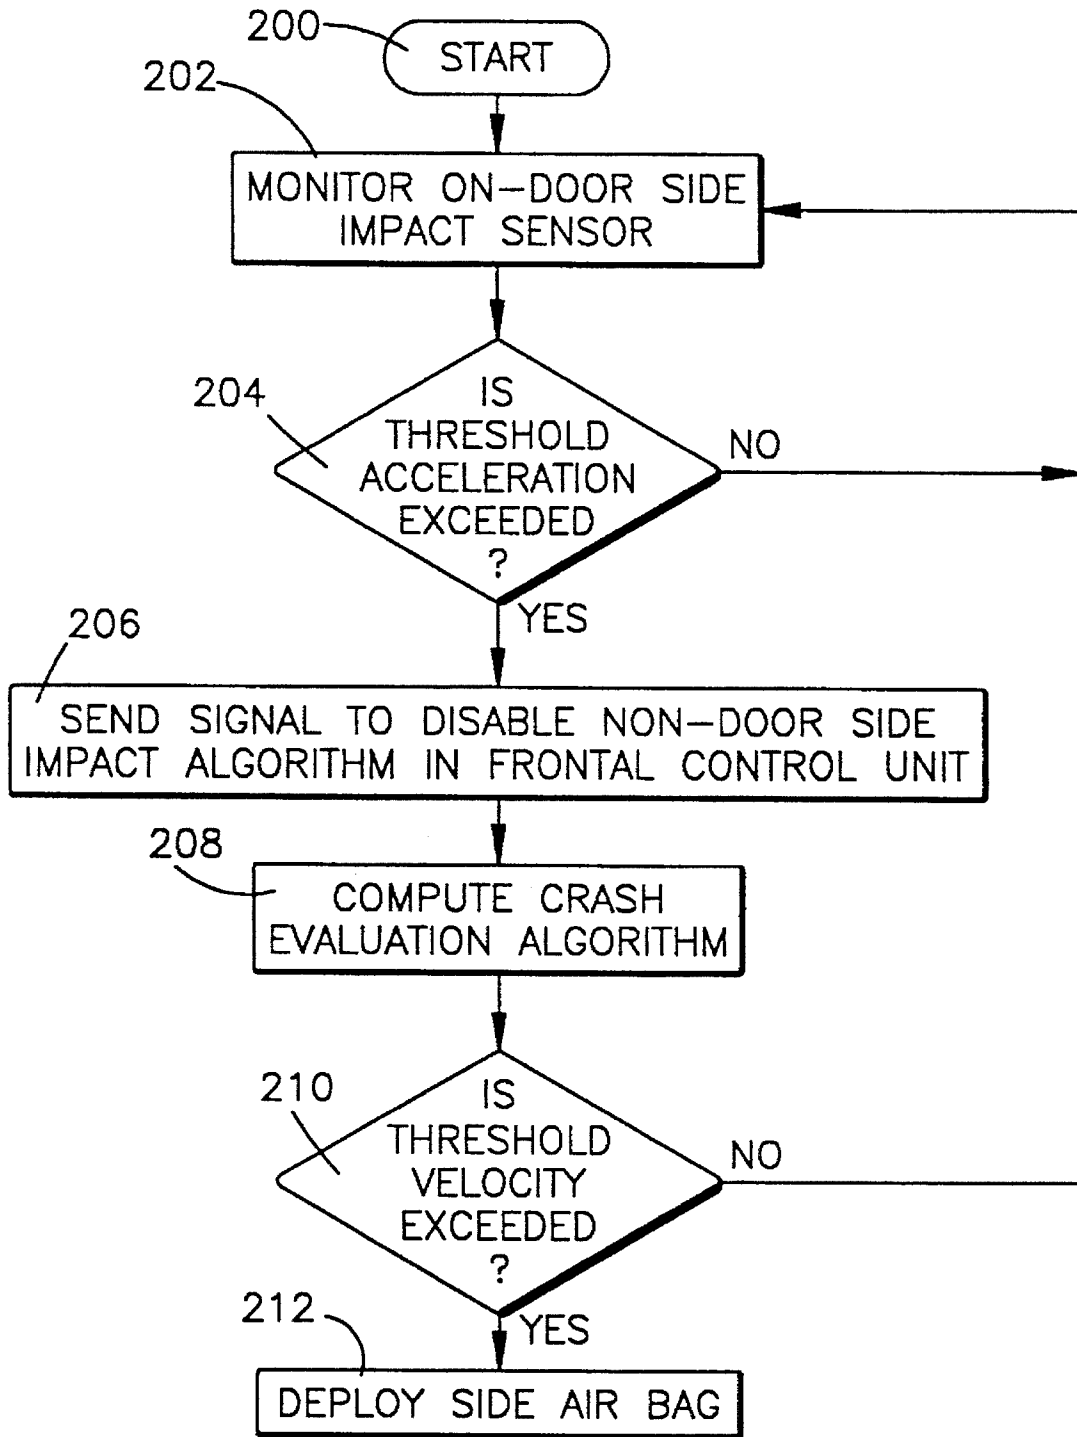 200
START
202
MONITOR ON-DOOR SIDE
IMPACT SENSOR
204
IS
THRESHOLD
ACCELERATION
EXCEEDED
?
NO
YES
206
SEND SIGNAL TO DISABLE NON-DOOR SIDE
IMPACT ALGORITHM IN FRONTAL CONTROL UNIT
208
COMPUTE CRASH
EVALUATION ALGORITHM
210
IS
THRESHOLD
VELOCITY
EXCEEDED
?
NO
YES
212
DEPLOY SIDE AIR BAG